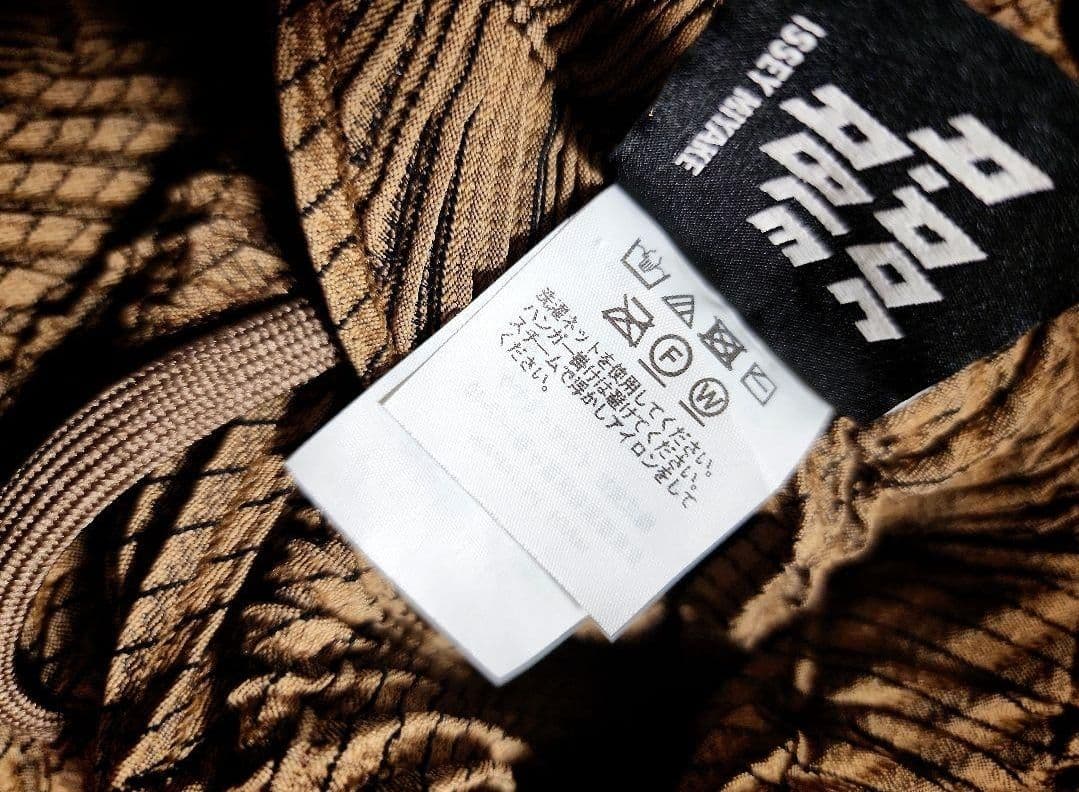 A-POC
ABLE
ISSEY MIYAKE
F W
洗濯ネットを使用してください。
ハンガー掛けは避けてください。
スチームで浮かしアイロンをして
ください。